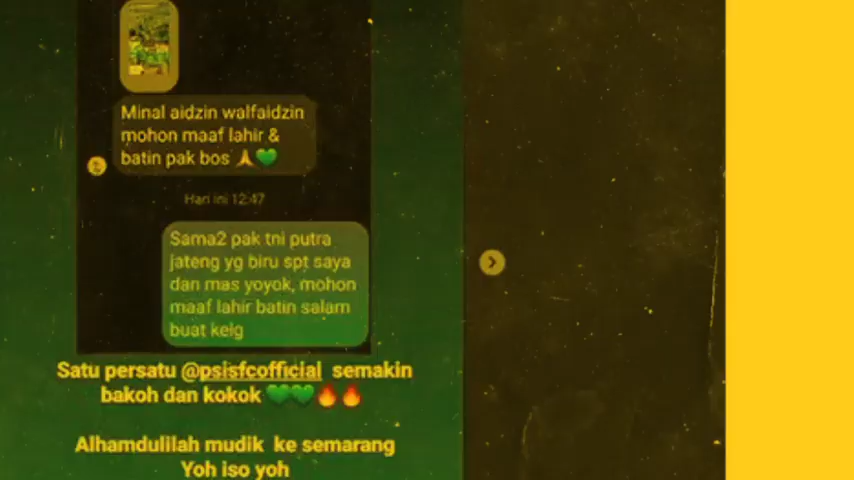 Minal aidzin walfaidzin
mohon maaf lahir &
batin pak bos 🙏💚
Hari ini 12:47
Sama2 pak tni putra
jateng yg biru spt saya
dan mas yoyok, mohon
maaf lahir batin salam
buat kelg
Satu persatu @psisfcofficial semakin
bakoh dan kokok 💚💚🔥🔥
Alhamdulilah mudik ke semarang
Yoh iso yoh